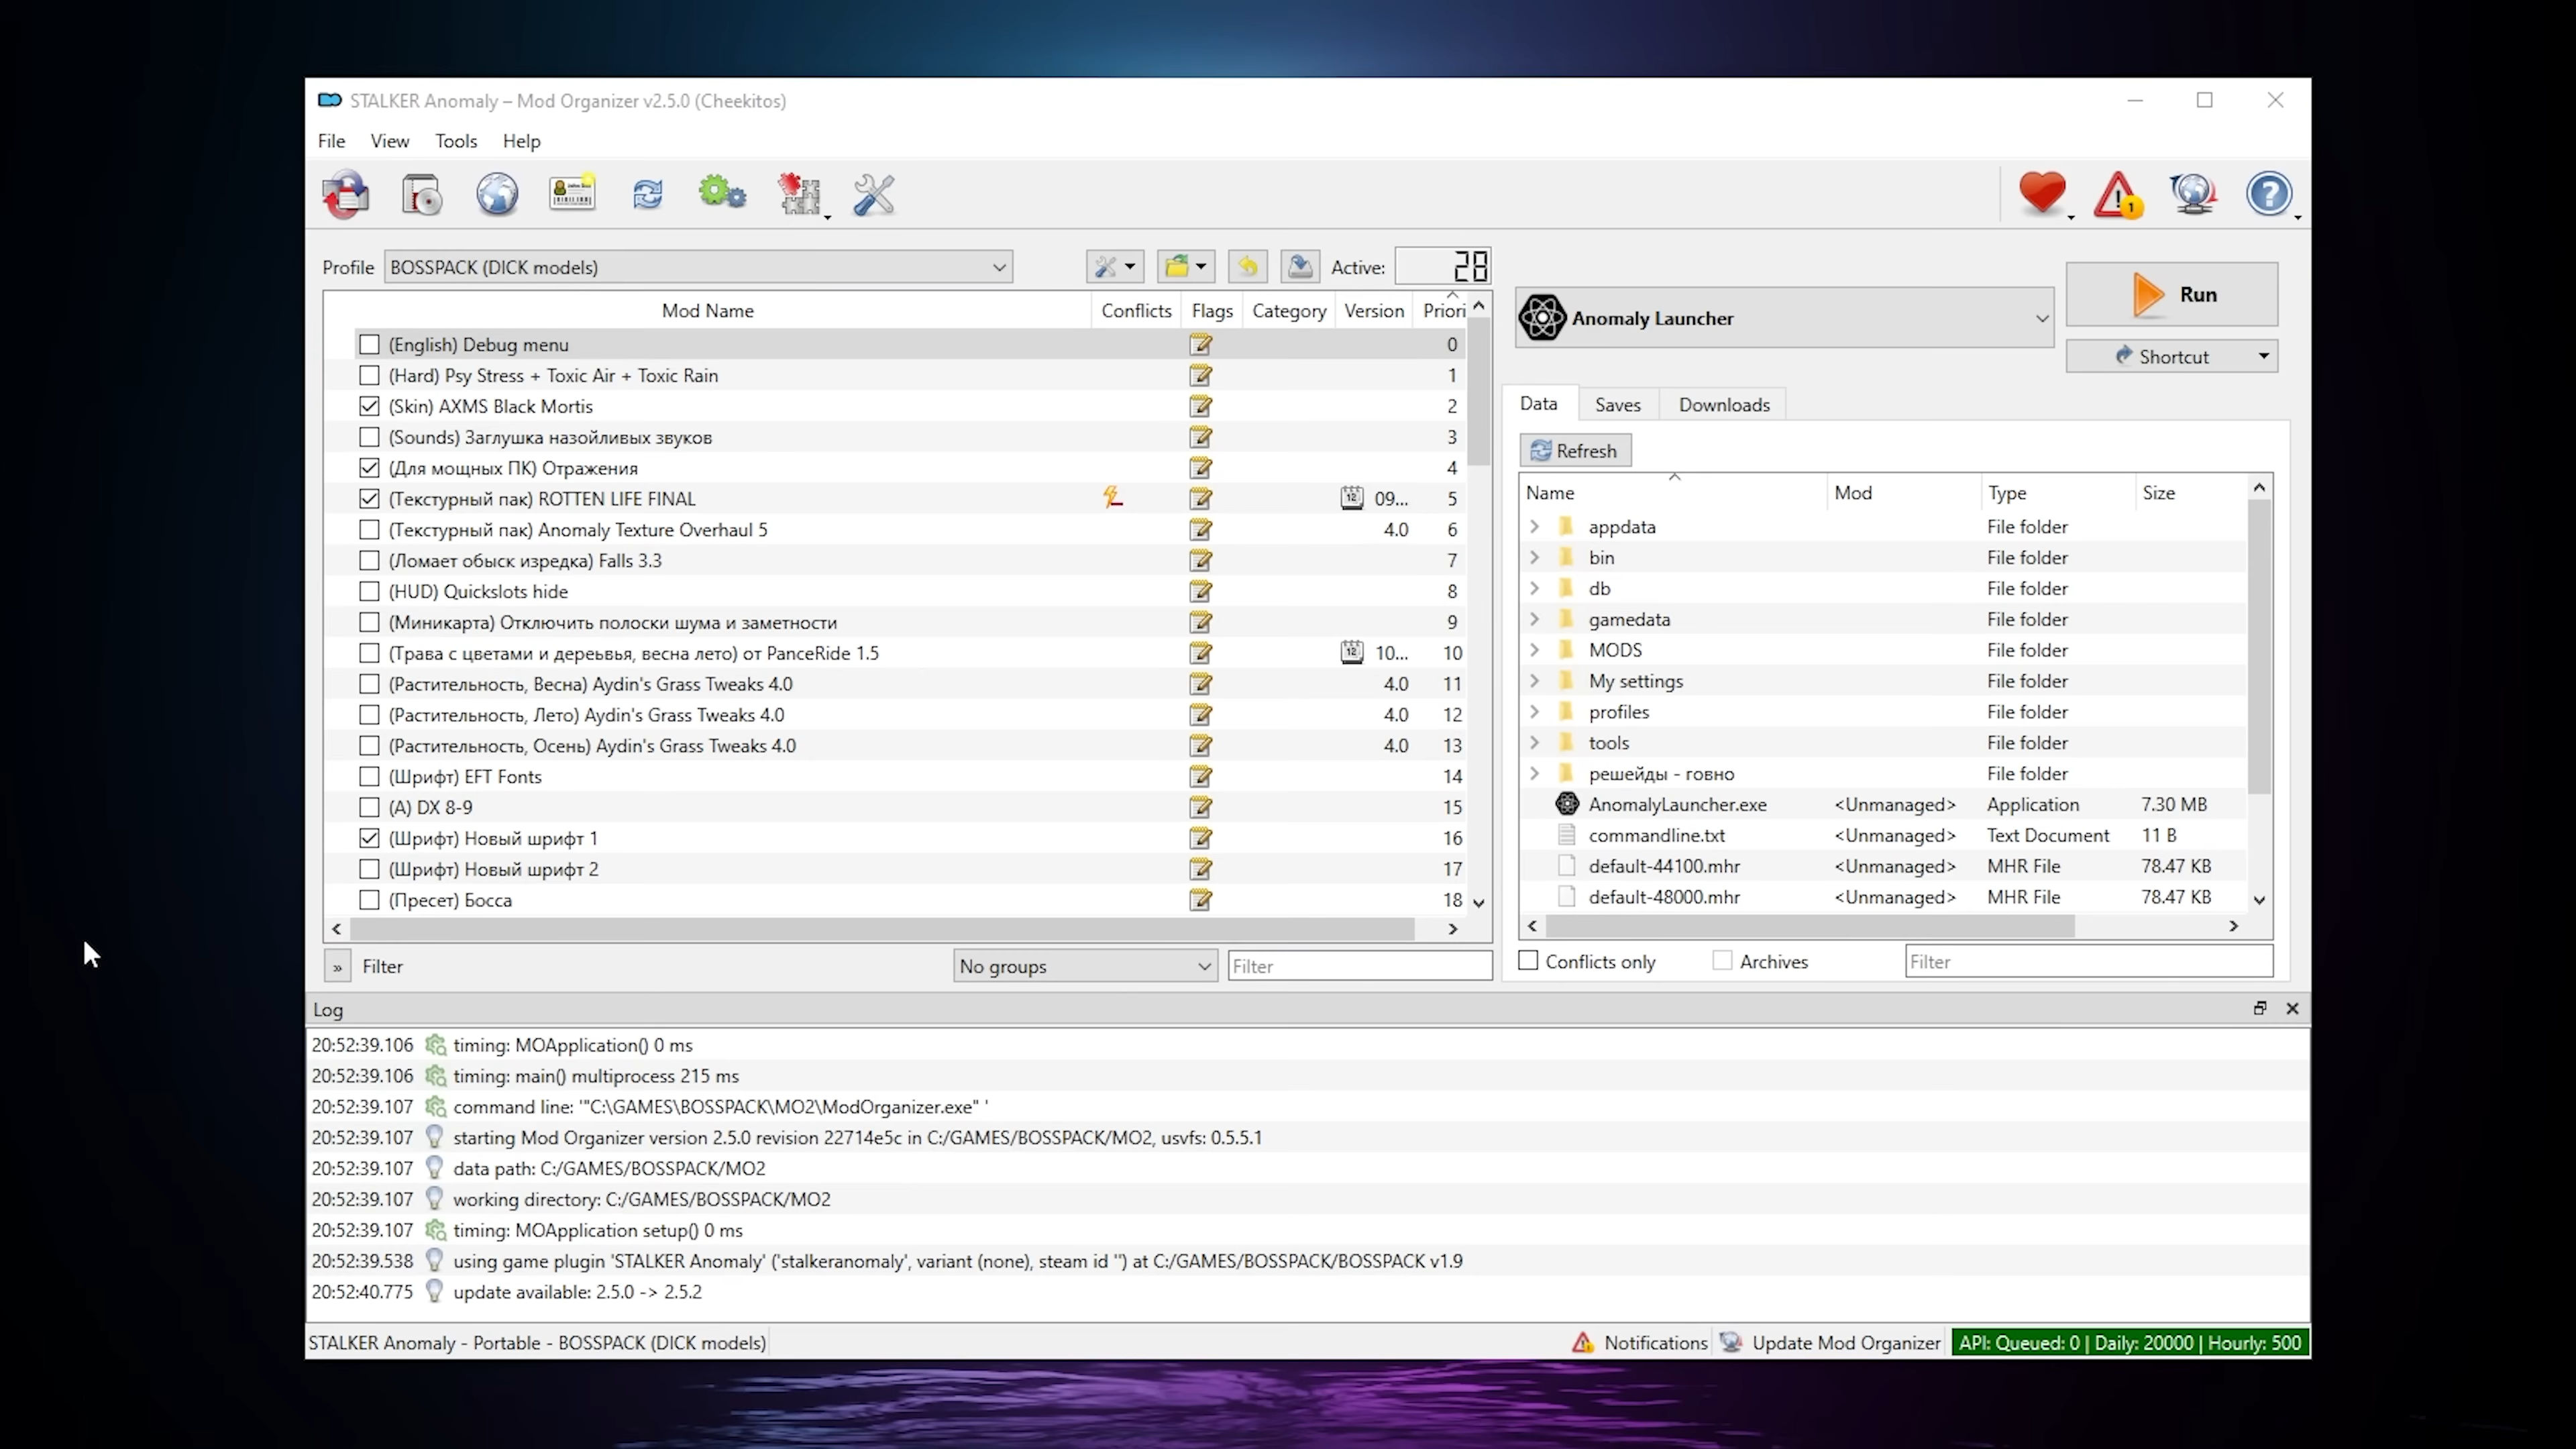 STALKER Anomaly – Mod Organizer v2.5.0 (Cheekitos)
File View Tools Help
1
Profile BOSSPACK (DICK models) Active: 28
Mod Name Conflicts Flags Category Version Priori
(English) Debug menu 0
(Hard) Psy Stress + Toxic Air + Toxic Rain 1
(Skin) AXMS Black Mortis 2
(Sounds) Заглушка назойливых звуков 3
(Для мощных ПК) Отражения 4
(Текстурный пак) ROTTEN LIFE FINAL 09... 5
(Текстурный пак) Anomaly Texture Overhaul 5 4.0 6
(Ломает обыск изредка) Falls 3.3 7
(HUD) Quickslots hide 8
(Миникарта) Отключить полоски шума и заметности 9
(Трава с цветами и деревья, весна лето) от PanceRide 1.5 10... 10
(Растительность, Весна) Aydin's Grass Tweaks 4.0 4.0 11
(Растительность, Лето) Aydin's Grass Tweaks 4.0 4.0 12
(Растительность, Осень) Aydin's Grass Tweaks 4.0 4.0 13
(Шрифт) EFT Fonts 14
(A) DX 8-9 15
(Шрифт) Новый шрифт 1 16
(Шрифт) Новый шрифт 2 17
(Пресет) Босса 18
» Filter No groups Filter
Anomaly Launcher
Run
Shortcut
Data Saves Downloads
Refresh
Name Mod Type Size
appdata File folder
bin File folder
db File folder
gamedata File folder
MODS File folder
My settings File folder
profiles File folder
tools File folder
решейды - говно File folder
AnomalyLauncher.exe <Unmanaged> Application 7.30 MB
commandline.txt <Unmanaged> Text Document 11 B
default-44100.mhr <Unmanaged> MHR File 78.47 KB
default-48000.mhr <Unmanaged> MHR File 78.47 KB
Conflicts only Archives Filter
Log
20:52:39.106 timing: MOApplication() 0 ms
20:52:39.106 timing: main() multiprocess 215 ms
20:52:39.107 command line: '"C:\GAMES\BOSSPACK\MO2\ModOrganizer.exe" '
20:52:39.107 starting Mod Organizer version 2.5.0 revision 22714e5c in C:/GAMES/BOSSPACK/MO2, usvfs: 0.5.5.1
20:52:39.107 data path: C:/GAMES/BOSSPACK/MO2
20:52:39.107 working directory: C:/GAMES/BOSSPACK/MO2
20:52:39.107 timing: MOApplication setup() 0 ms
20:52:39.538 using game plugin 'STALKER Anomaly' ('stalkeranomaly', variant (none), steam id '') at C:/GAMES/BOSSPACK/BOSSPACK v1.9
20:52:40.775 update available: 2.5.0 -> 2.5.2
STALKER Anomaly - Portable - BOSSPACK (DICK models) Notifications Update Mod Organizer API: Queued: 0 | Daily: 20000 | Hourly: 500